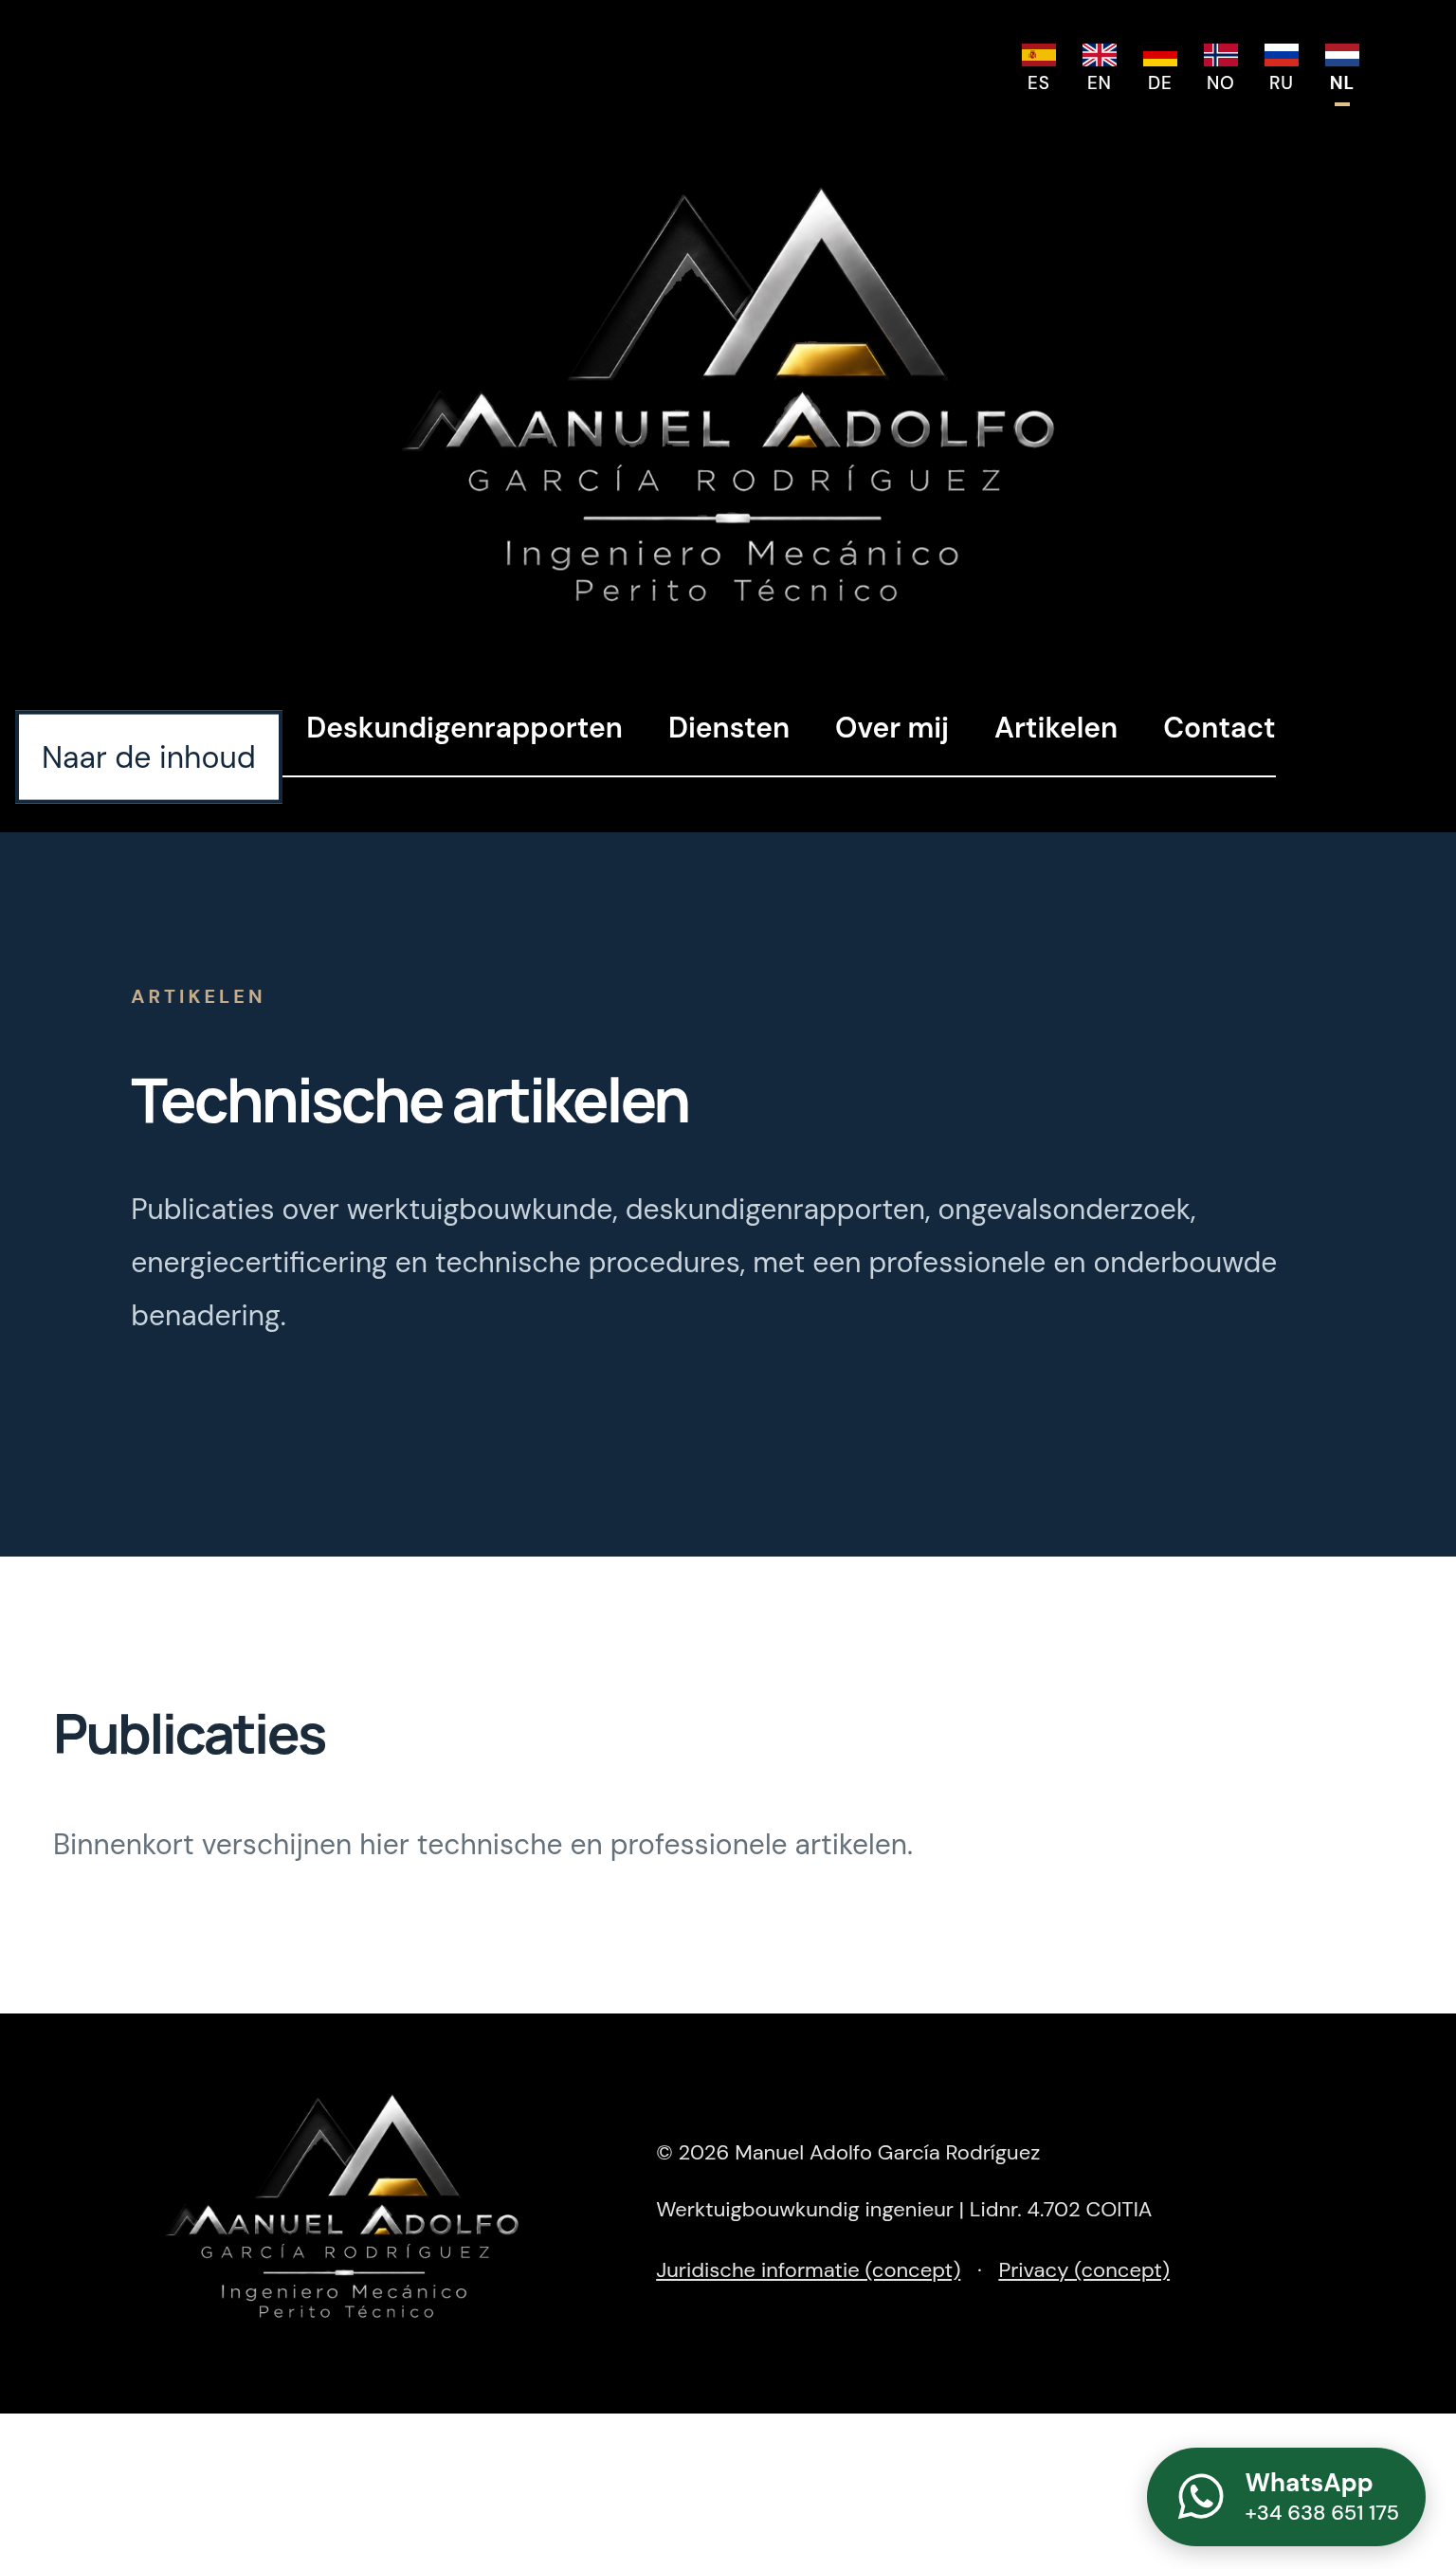 ES EN DE NO RU NL
MANUEL ADOLFO
GARCÍA RODRÍGUEZ
Ingeniero Mecánico
Perito Técnico
Naar de inhoud
Deskundigenrapporten Diensten Over mij Artikelen Contact
ARTIKELEN
Technische artikelen
Publicaties over werktuigbouwkunde, deskundigenrapporten, ongevalsonderzoek,
energiecertificering en technische procedures, met een professionele en onderbouwde
benadering.
Publicaties
Binnenkort verschijnen hier technische en professionele artikelen.
MANUEL ADOLFO
GARCÍA RODRÍGUEZ
Ingeniero Mecánico
Perito Técnico
© 2026 Manuel Adolfo García Rodríguez
Werktuigbouwkundig ingenieur | Lidnr. 4.702 COITIA
Juridische informatie (concept) · Privacy (concept)
WhatsApp
+34 638 651 175